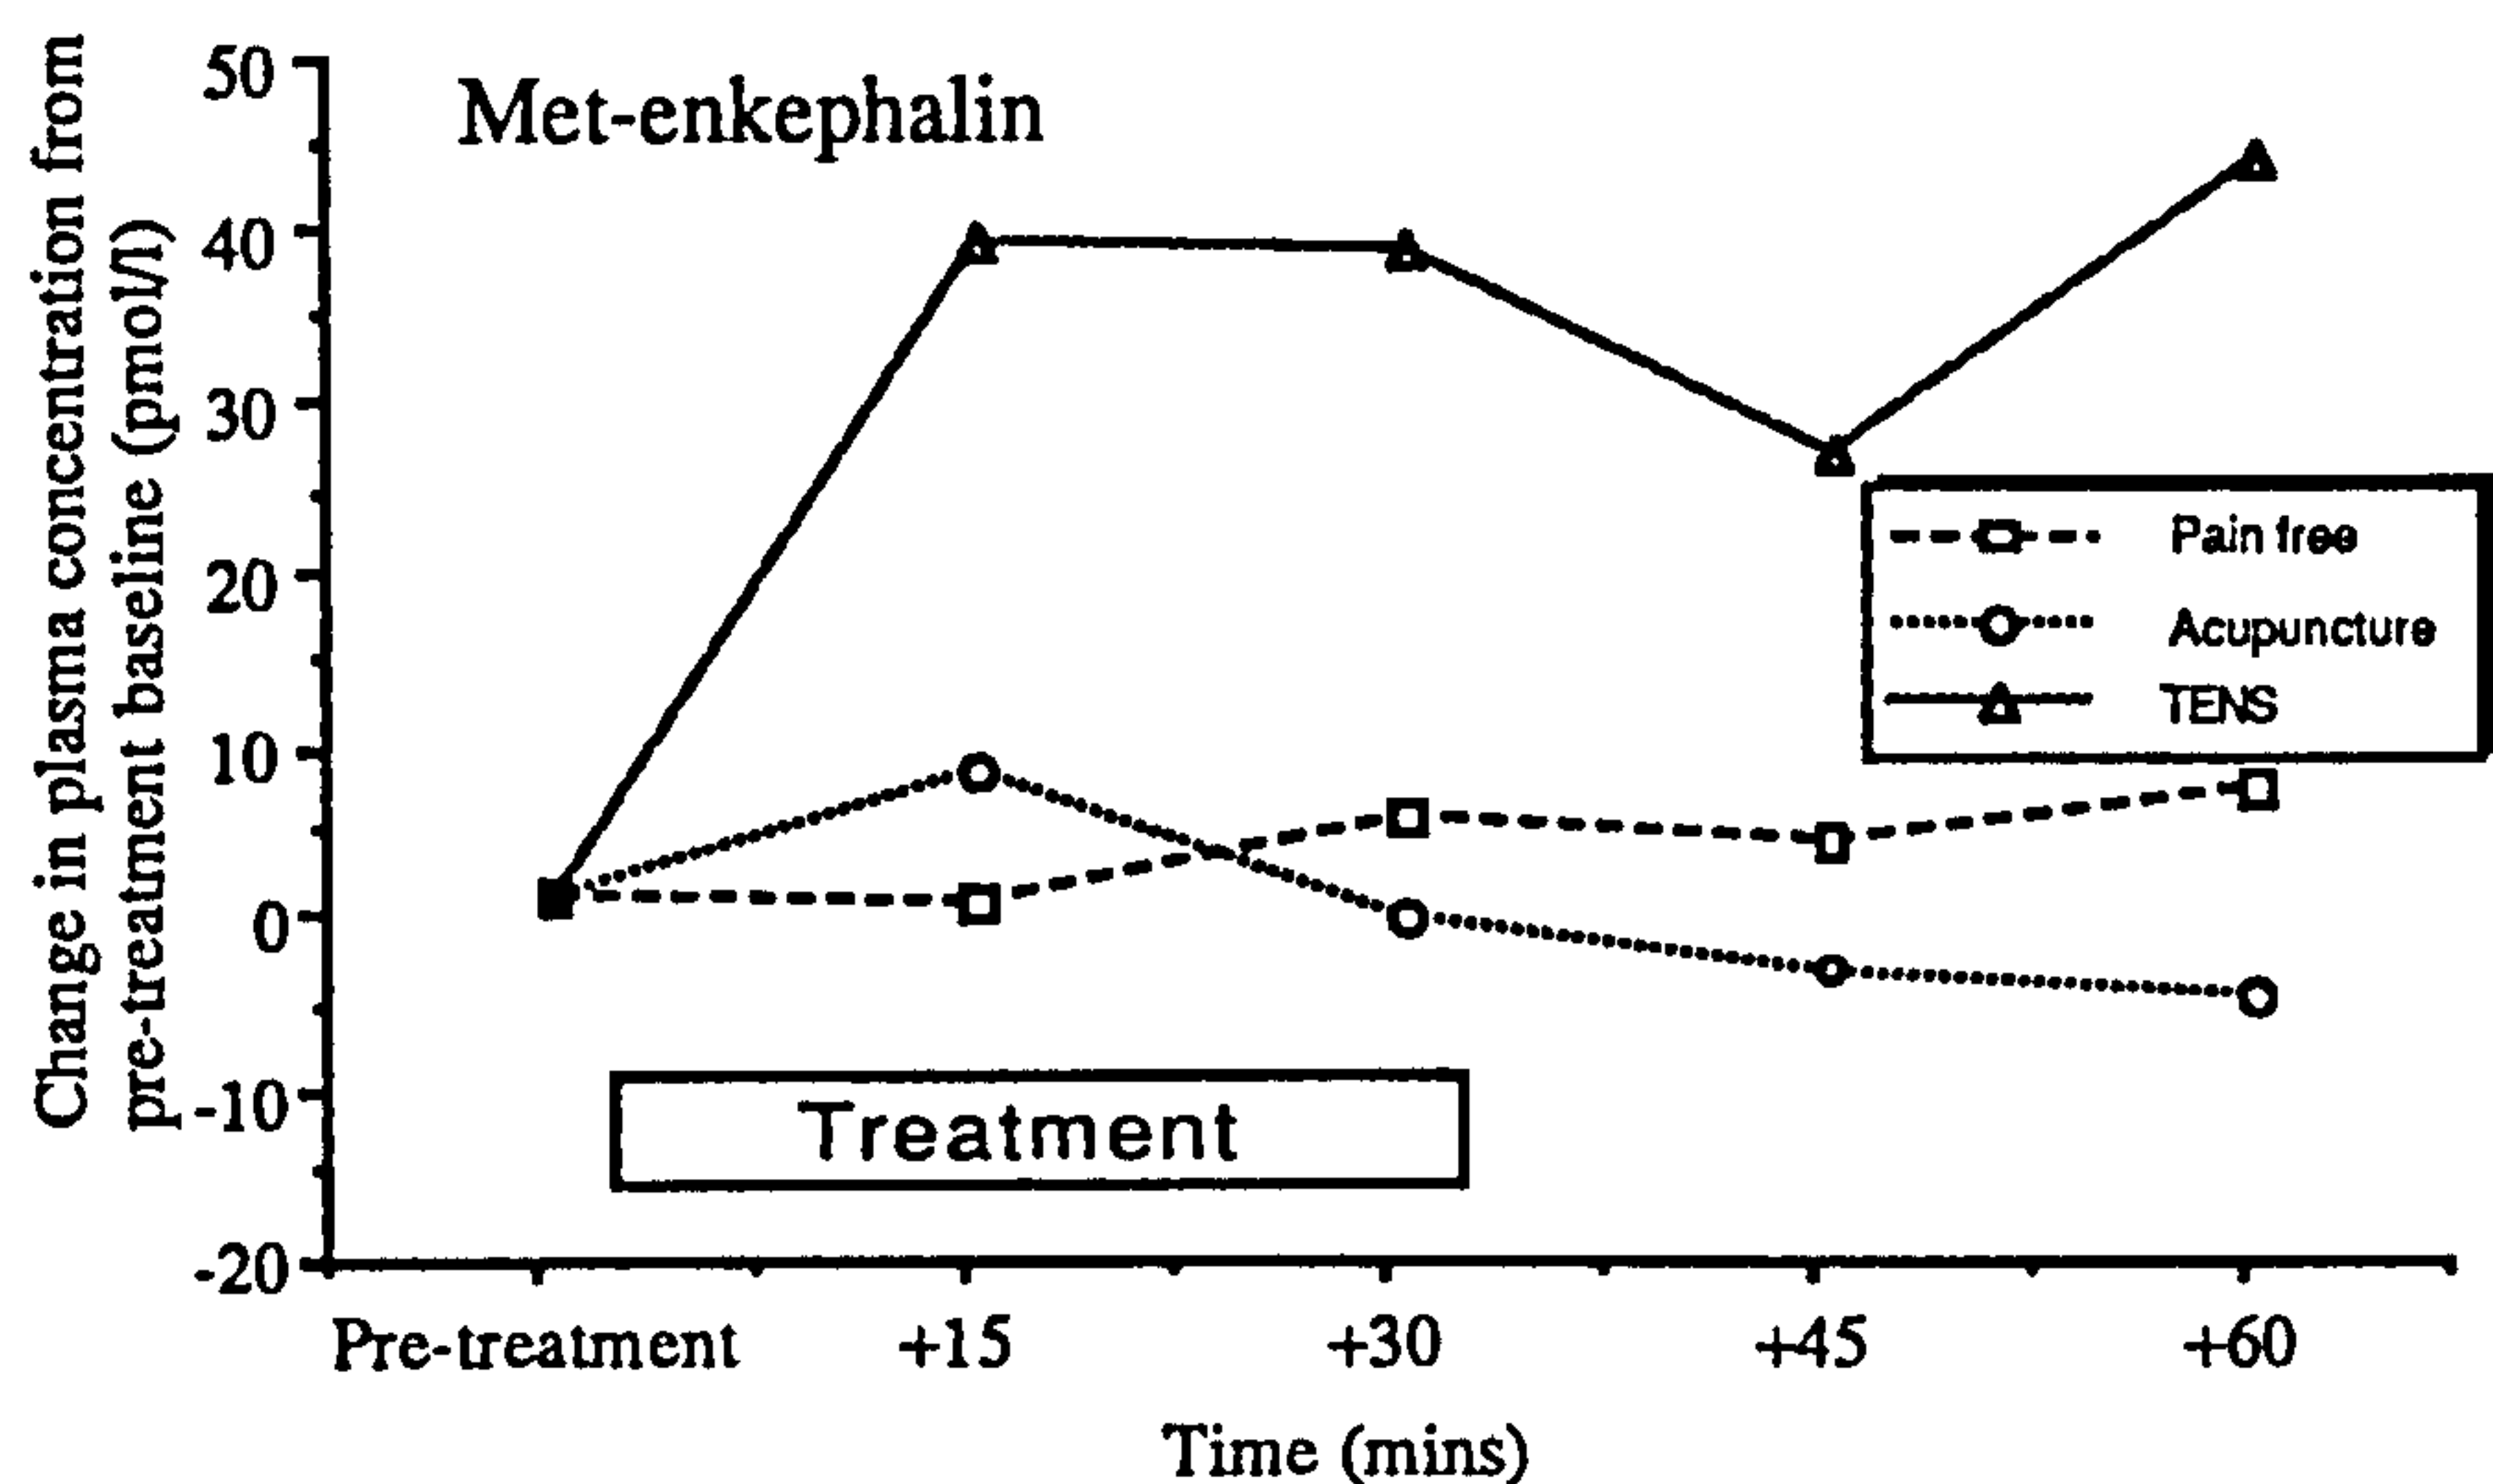 Change in plasma concentration from
pre-treatment baseline (pmol/l)
50
40
30
20
10
0
-10
-20
Met-enkephalin
Pain free
Acupuncture
TENS
Treatment
Pre-treatment
+15
+30
+45
+60
Time (mins)